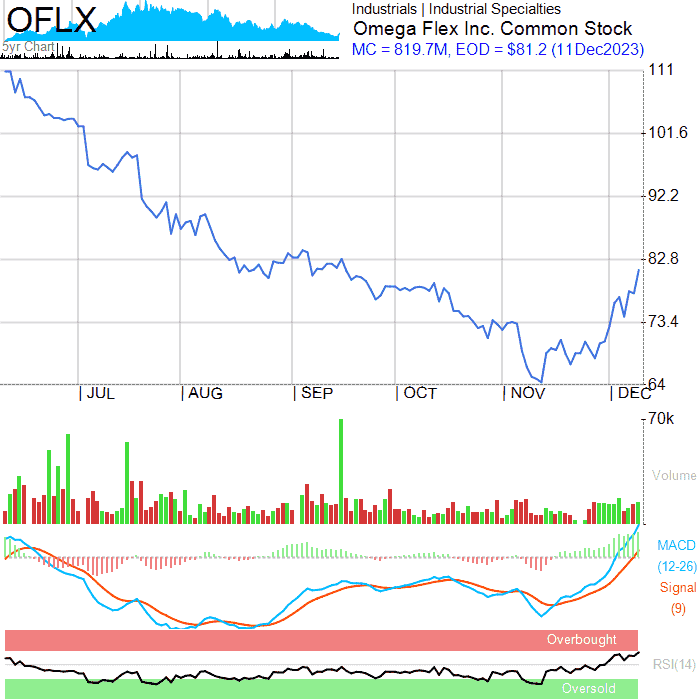 OFLX
5yr Chart
Industrials | Industrial Specialties
Omega Flex Inc. Common Stock
MC = 819.7M, EOD = $81.2 (11Dec2023)
111
101.6
92.2
82.8
73.4
64
JUL AUG SEP OCT NOV DEC
70k
Volume
MACD
(12-26)
Signal
(9)
Overbought
RSI(14)
Oversold